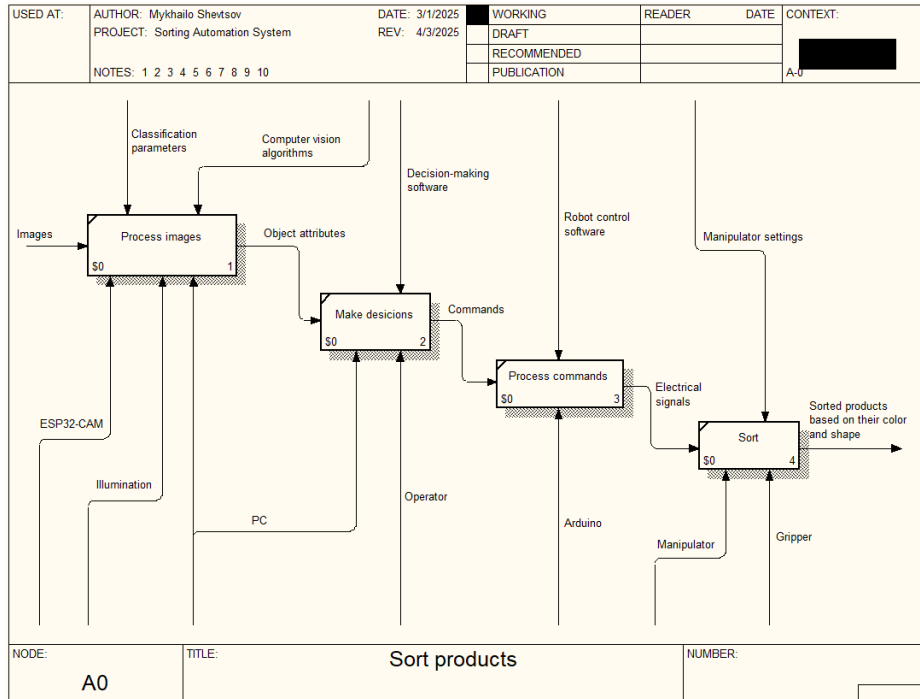 USED AT:
AUTHOR: Mykhailo Shevtsov
DATE: 3/1/2025
WORKING
READER
DATE
CONTEXT:
PROJECT: Sorting Automation System
REV: 4/3/2025
DRAFT
RECOMMENDED
NOTES: 1 2 3 4 5 6 7 8 9 10
PUBLICATION
A-0
Classification
parameters
Computer vision
algorithms
Decision-making
software
Robot control
software
Manipulator settings
Images
Process images
$0
1
Object attributes
Make desicions
$0
2
Commands
Process commands
$0
3
Electrical
signals
Sort
$0
4
Sorted products
based on their color
and shape
ESP32-CAM
Illumination
PC
Operator
Arduino
Manipulator
Gripper
NODE:
A0
TITLE:
Sort products
NUMBER: